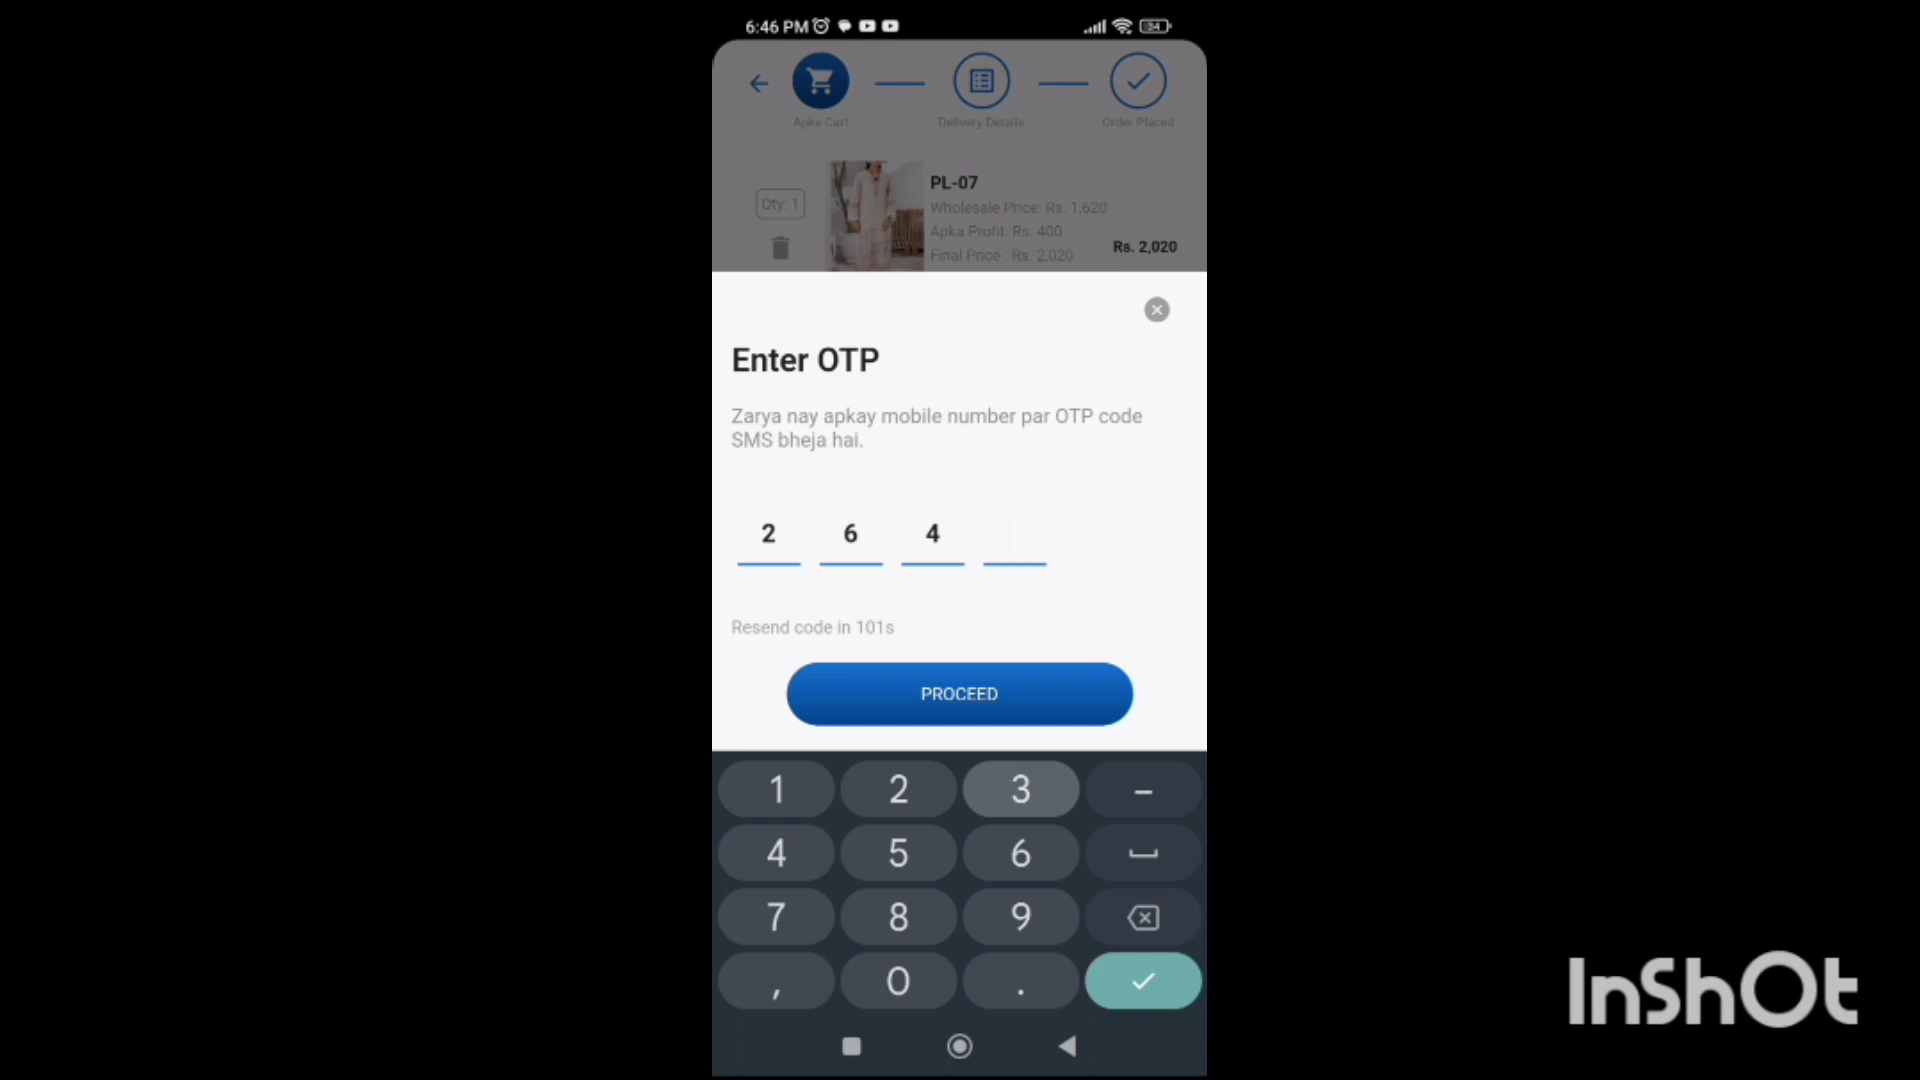 6:46 PM
34
Apka Cart
Delivery Details
Order Placed
PL-07
Qty: 1
Wholesale Price: Rs. 1,620
Apka Profit: Rs. 400
Rs. 2,020
Final Price : Rs. 2,020
Enter OTP
Zarya nay apkay mobile number par OTP code
SMS bheja hai.
2 6 4
Resend code in 101s
PROCEED
1 2 3 –
4 5 6
7 8 9
, 0 .
InShOt